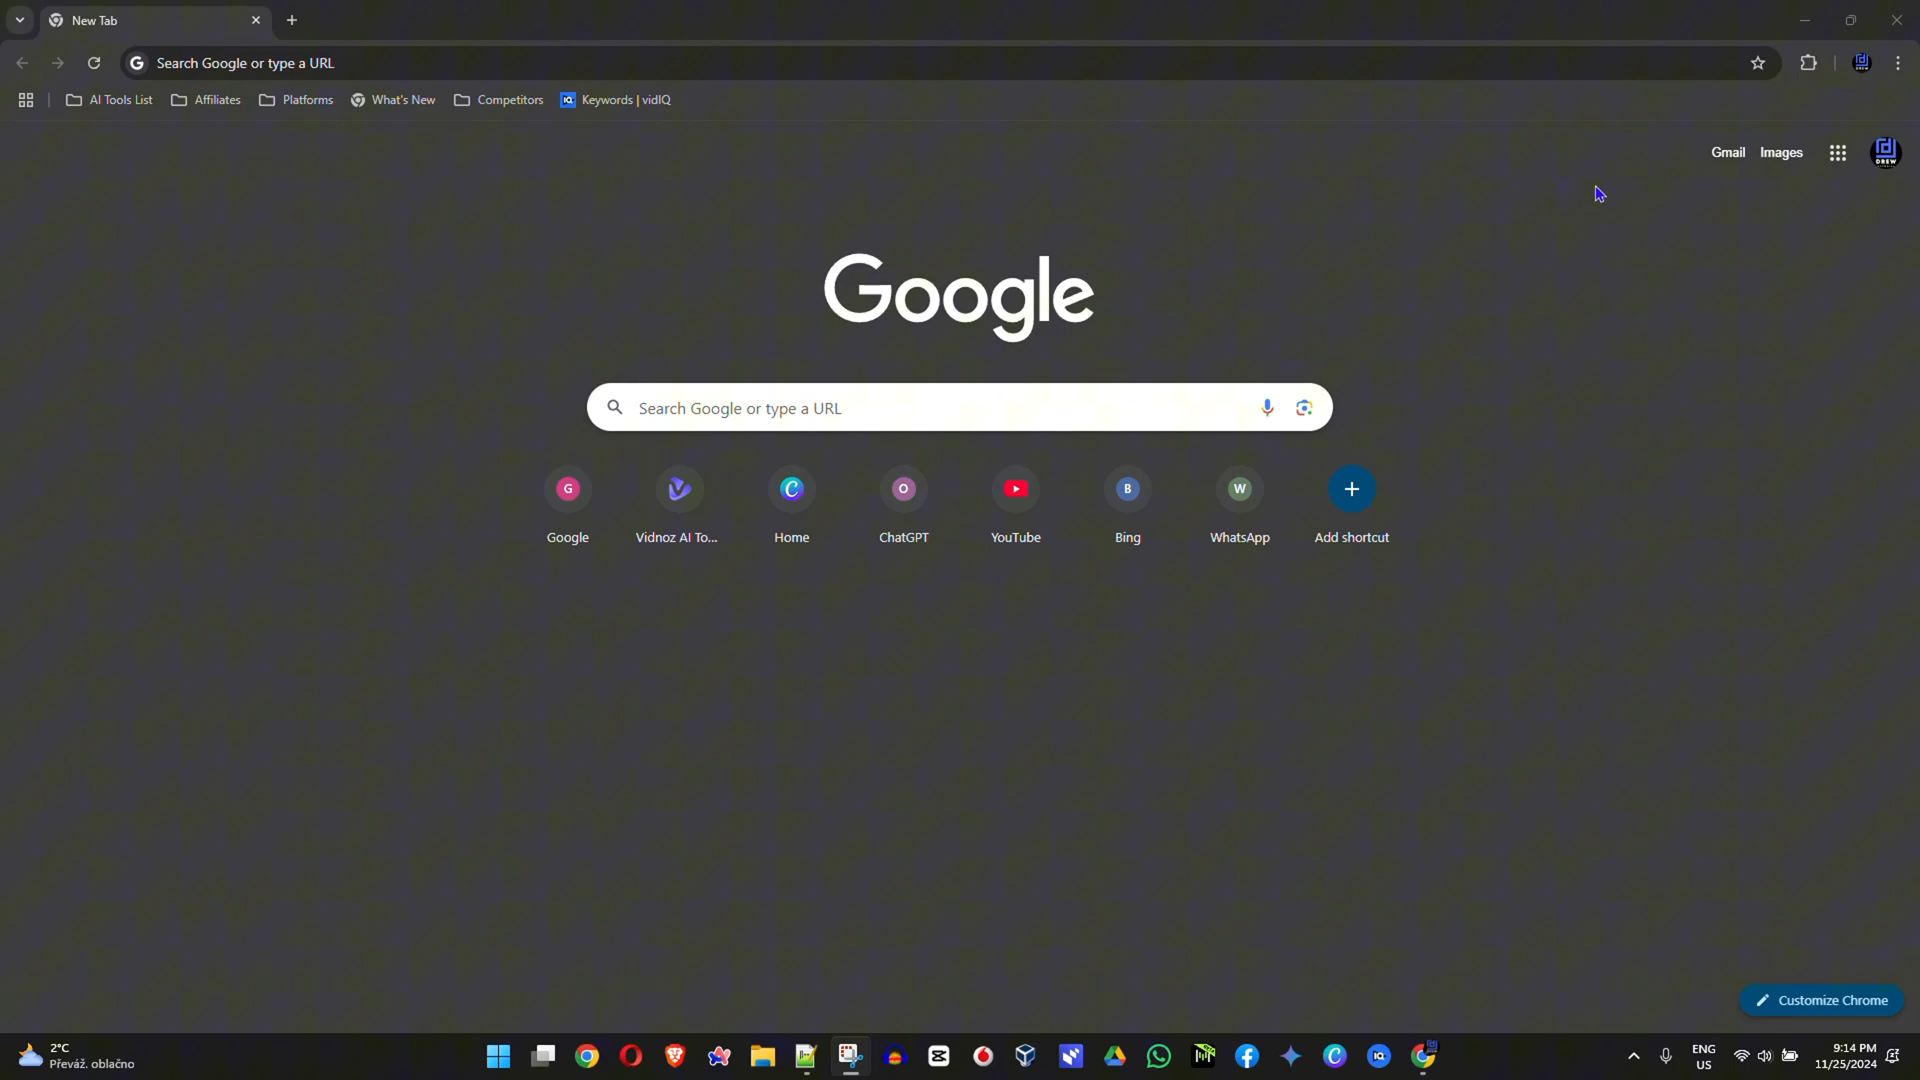 New Tab
Search Google or type a URL
AI Tools List
Affiliates
Platforms
What's New
Competitors
Keywords | vidIQ
Gmail
Images
DREW
Google
Search Google or type a URL
G
O
B
W
Google
Vidnoz AI To...
Home
ChatGPT
YouTube
Bing
WhatsApp
Add shortcut
Customize Chrome
2°C
Převáž. oblačno
ENG
US
9:14 PM
11/25/2024